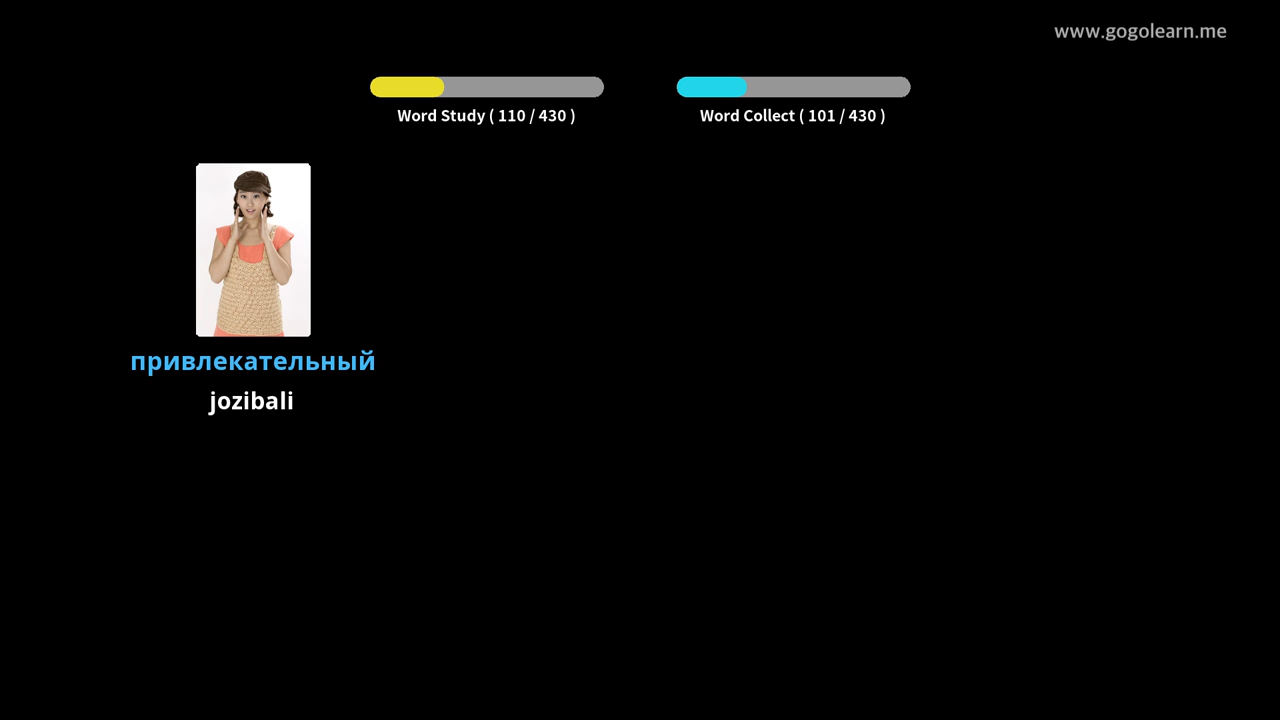 www.gogolearn.me
Word Study ( 110 / 430 )
Word Collect ( 101 / 430 )
привлекательный
jozibali